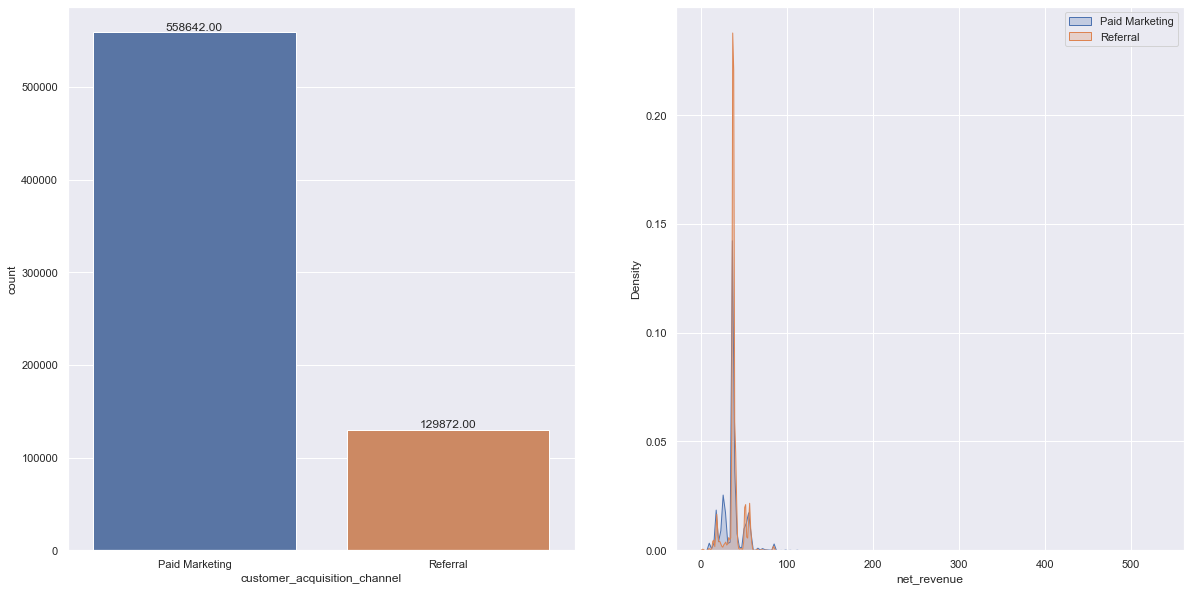 558642.00
129872.00
500000
400000
300000
200000
100000
0
count
Paid Marketing
Referral
customer_acquisition_channel
Paid Marketing
Referral
0.20
0.15
0.10
0.05
0.00
Density
0
100
200
300
400
500
net_revenue